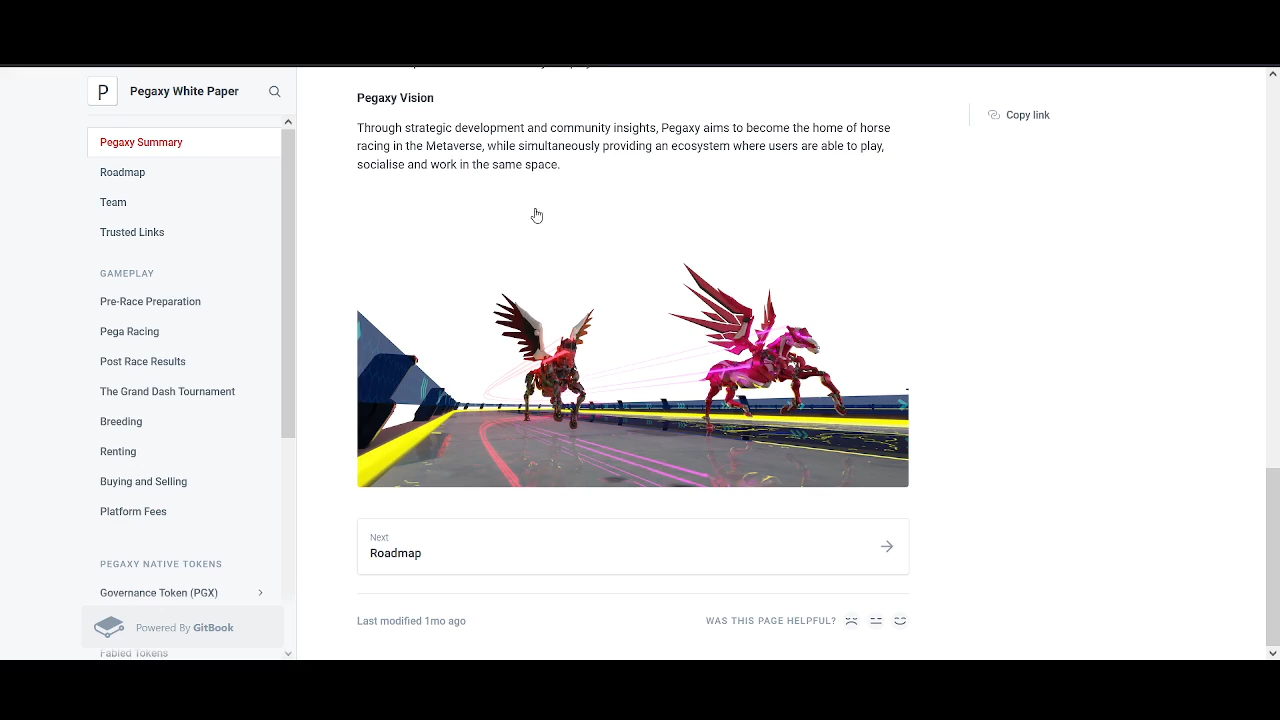 P
Pegaxy White Paper
Pegaxy Summary
Roadmap
Team
Trusted Links
GAMEPLAY
Pre-Race Preparation
Pega Racing
Post Race Results
The Grand Dash Tournament
Breeding
Renting
Buying and Selling
Platform Fees
PEGAXY NATIVE TOKENS
Governance Token (PGX)
Powered By GitBook
Fabled Tokens
Pegaxy Vision
Through strategic development and community insights, Pegaxy aims to become the home of horse
racing in the Metaverse, while simultaneously providing an ecosystem where users are able to play,
socialise and work in the same space.
Next
Roadmap
Last modified 1mo ago
WAS THIS PAGE HELPFUL?
Copy link